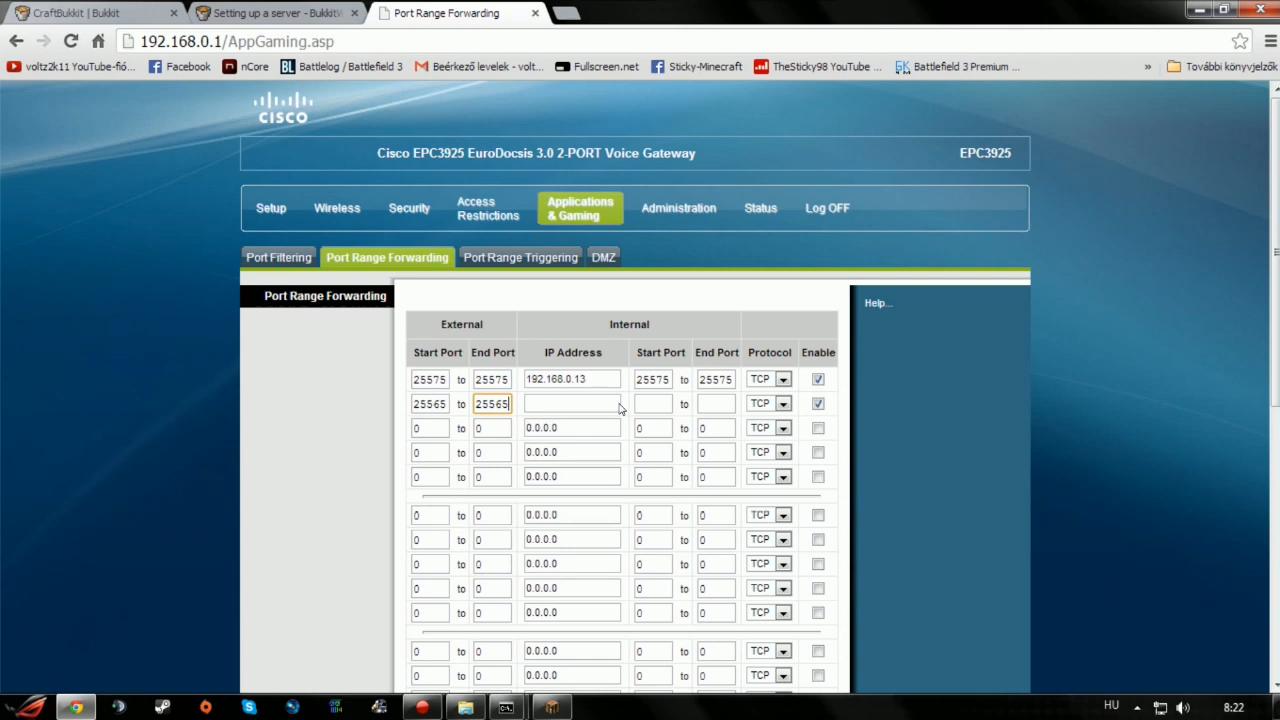 CraftBukkit | Bukkit
Setting up a server - BukkitW
Port Range Forwarding
192.168.0.1/AppGaming.asp
voltz2k11 YouTube-fió...
Facebook
nCore
Battlelog / Battlefield 3
Beérkező levelek - volt...
Fullscreen.net
Sticky-Minecraft
TheSticky98 YouTube ...
Battlefield 3 Premium ...
»
További könyvjelzők
CISCO
Cisco EPC3925 EuroDocsis 3.0 2-PORT Voice Gateway
EPC3925
Setup
Wireless
Security
Access
Restrictions
Applications
& Gaming
Administration
Status
Log OFF
Port Filtering
Port Range Forwarding
Port Range Triggering
DMZ
Port Range Forwarding
Help...
External Internal
Start Port End Port IP Address Start Port End Port Protocol Enable
25575 to 25575 192.168.0.13 25575 to 25575 TCP
25565 to 25565 to TCP
0 to 0 0.0.0.0 0 to 0 TCP
0 to 0 0.0.0.0 0 to 0 TCP
0 to 0 0.0.0.0 0 to 0 TCP
0 to 0 0.0.0.0 0 to 0 TCP
0 to 0 0.0.0.0 0 to 0 TCP
0 to 0 0.0.0.0 0 to 0 TCP
0 to 0 0.0.0.0 0 to 0 TCP
0 to 0 0.0.0.0 0 to 0 TCP
0 to 0 0.0.0.0 0 to 0 TCP
0 to 0 0.0.0.0 0 to 0 TCP
HU
8:22